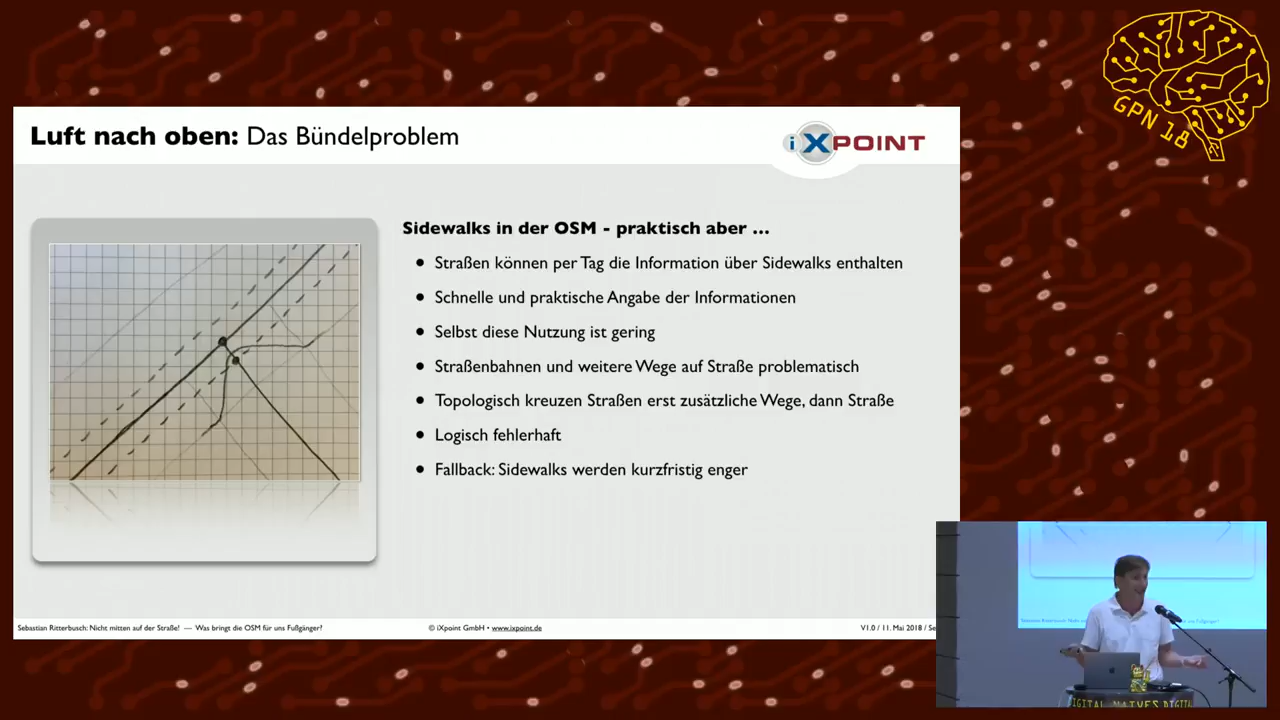 GPN 18
Luft nach oben: Das Bündelproblem
iXPOINT
Sidewalks in der OSM - praktisch aber ...
Straßen können per Tag die Information über Sidewalks enthalten
Schnelle und praktische Angabe der Informationen
Selbst diese Nutzung ist gering
Straßenbahnen und weitere Wege auf Straße problematisch
Topologisch kreuzen Straßen erst zusätzliche Wege, dann Straße
Logisch fehlerhaft
Fallback: Sidewalks werden kurzfristig enger
Sebastian Ritterbusch: Nicht mitten auf der Straße! — Was bringt die OSM für uns Fußgänger?
© iXpoint GmbH • www.ixpoint.de
V1.0 / 11. Mai 2018 / Se
DIGITAL NATIVES DIGIT